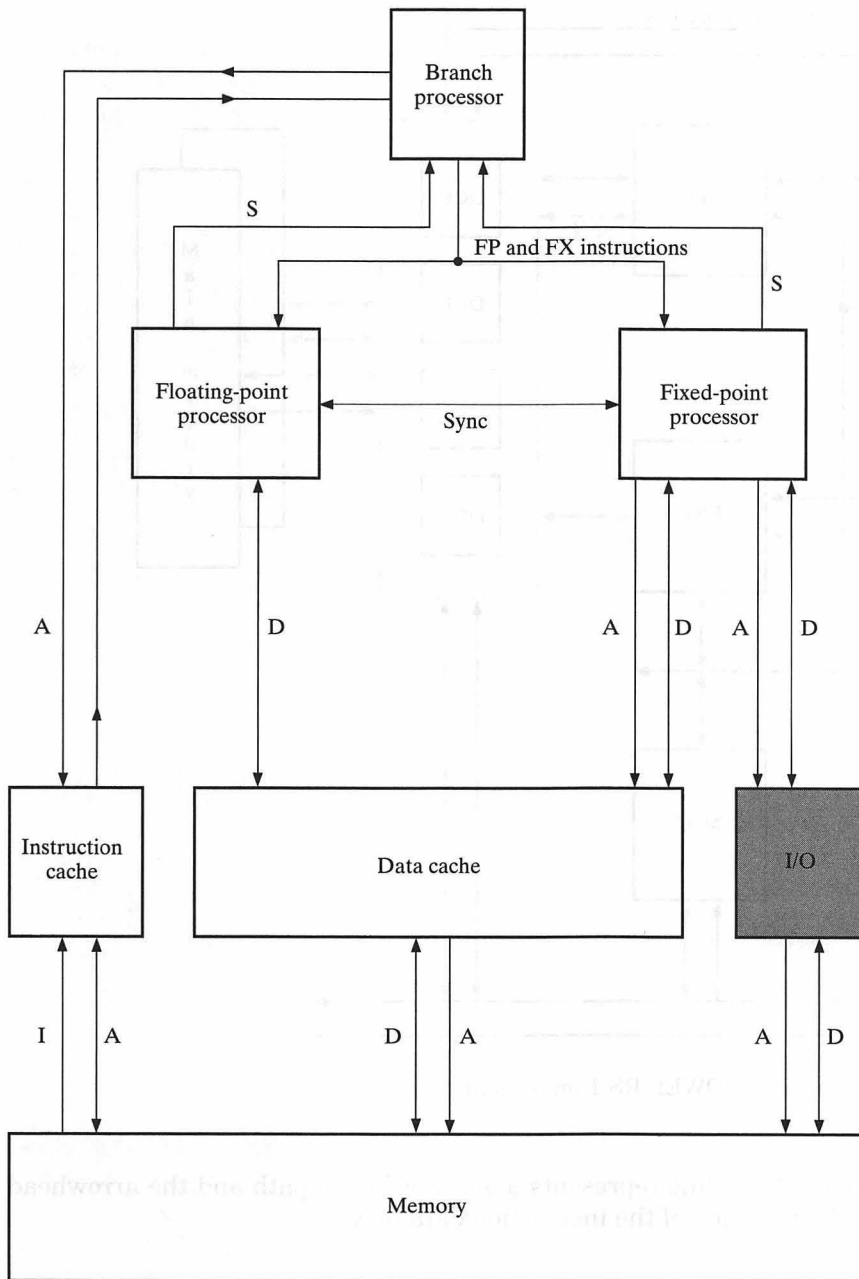 Branch
processor
S
FP and FX instructions
S
Floating-point
processor
Sync
Fixed-point
processor
A
D
A
D
A
D
Instruction
cache
Data cache
I/O
I
A
D
A
A
D
Memory